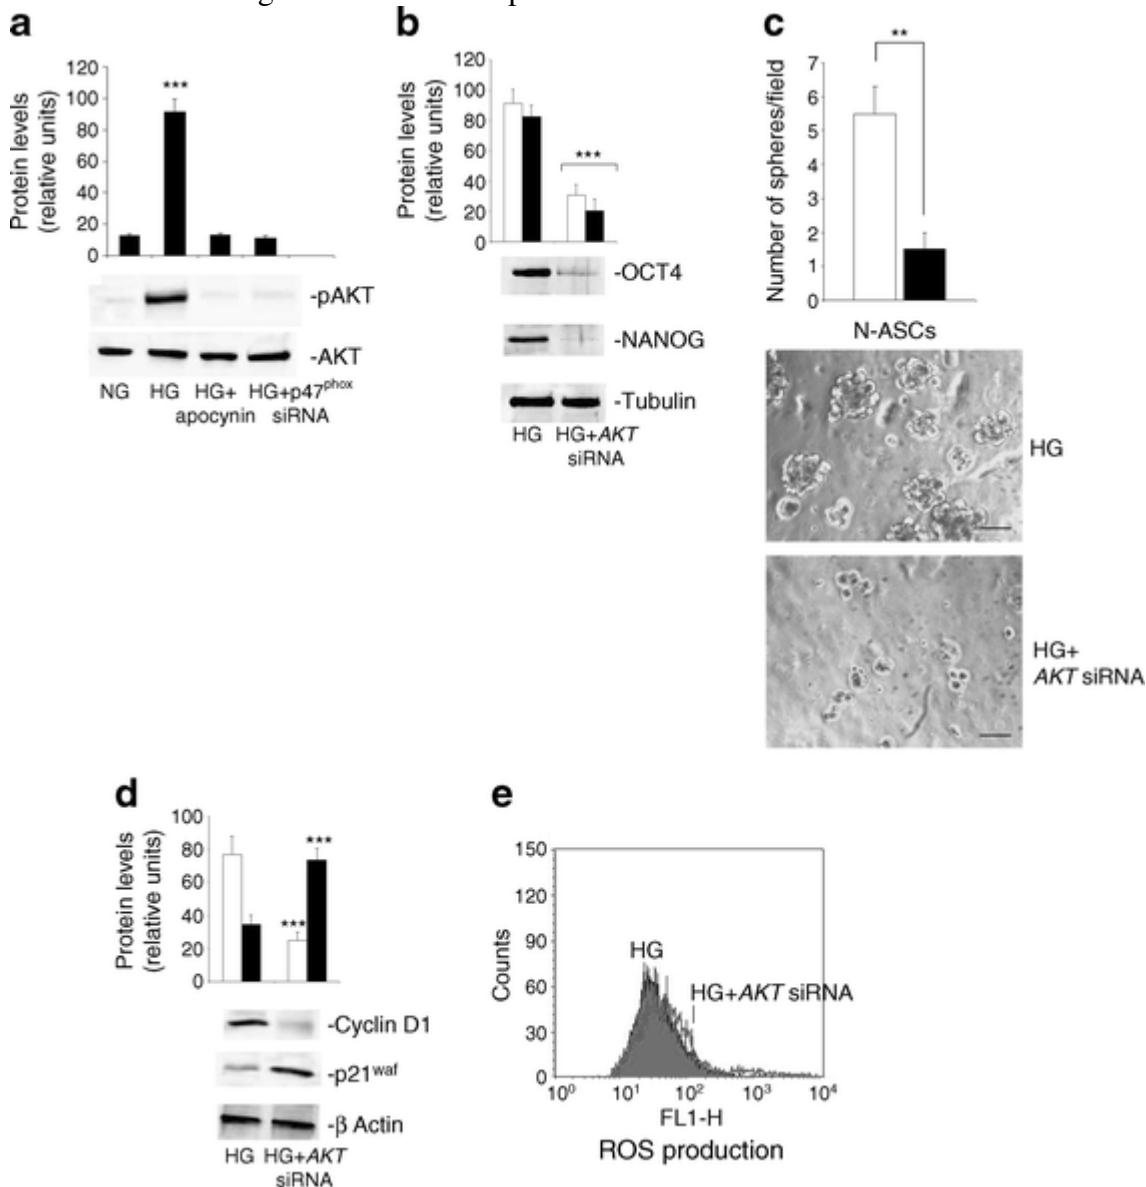 a
Protein levels
(relative units)
120
100
80
60
40
20
0
***
-pAKT
-AKT
NG HG HG+ HG+p47phox
apocynin siRNA
b
Protein levels
(relative units)
120
100
80
60
40
20
0
***
-OCT4
-NANOG
-Tubulin
HG HG+AKT
siRNA
c
**
Number of spheres/field
7
6
5
4
3
2
1
0
N-ASCs
HG
HG+
AKT siRNA
d
Protein levels
(relative units)
100
80
60
40
20
0
***
***
-Cyclin D1
-p21waf
-β Actin
HG HG+AKT
siRNA
e
Counts
150
120
90
60
30
0
HG
HG+AKT siRNA
100 101 102 103 104
FL1-H
ROS production